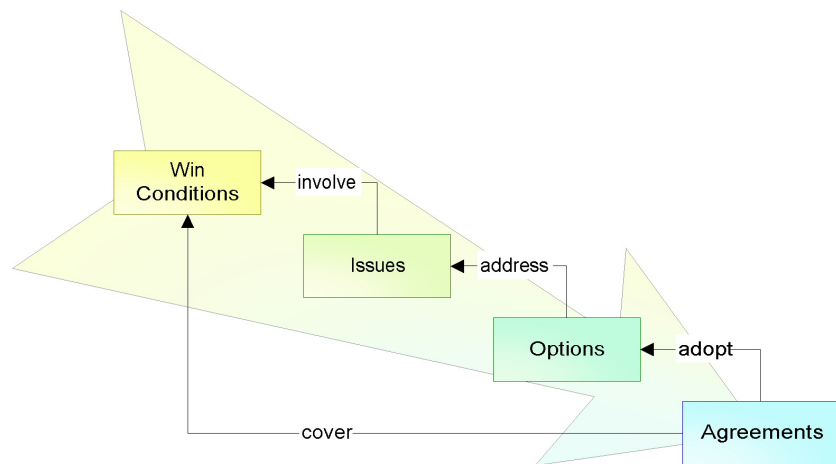 Win
Conditions
involve
Issues
address
Options
adopt
Agreements
cover